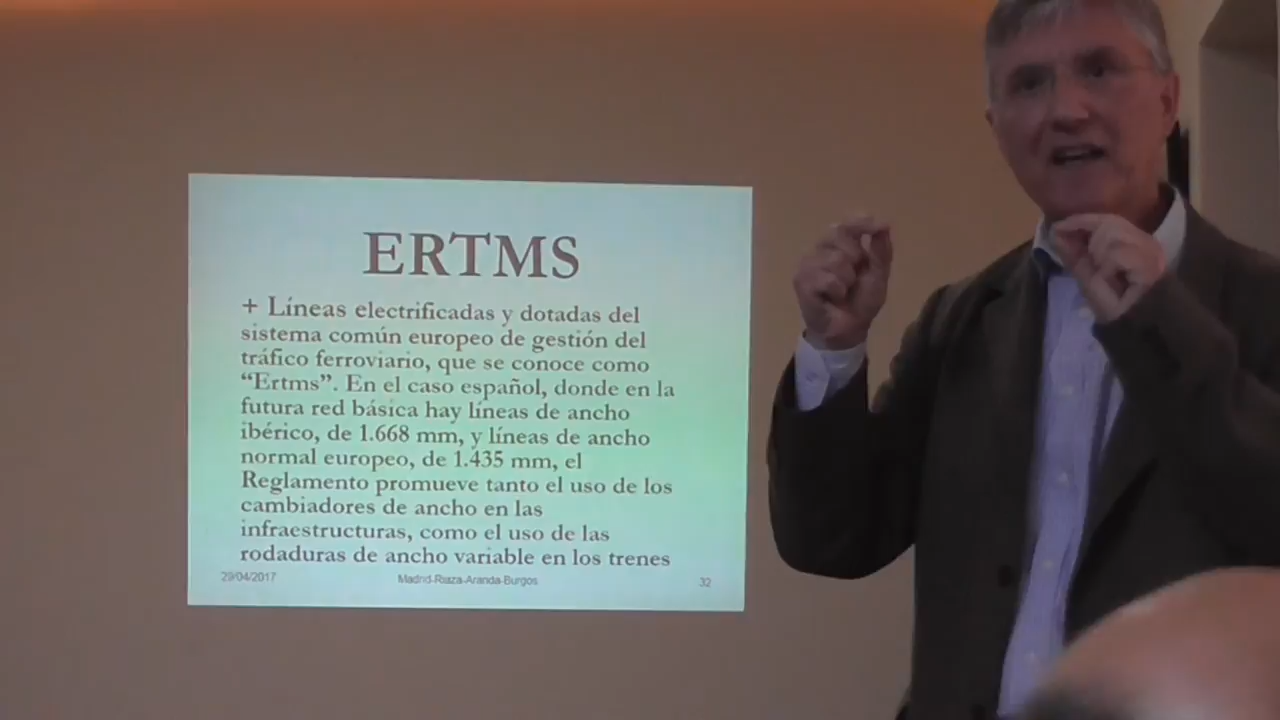 ERTMS
+ Líneas electrificadas y dotadas del
sistema común europeo de gestión del
tráfico ferroviario, que se conoce como
“Ertms”. En el caso español, donde en la
futura red básica hay líneas de ancho
ibérico, de 1.668 mm, y líneas de ancho
normal europeo, de 1.435 mm, el
Reglamento promueve tanto el uso de los
cambiadores de ancho en las
infraestructuras, como el uso de las
rodaduras de ancho variable en los trenes
29/04/2017 Madrid-Riaza-Aranda-Burgos 32